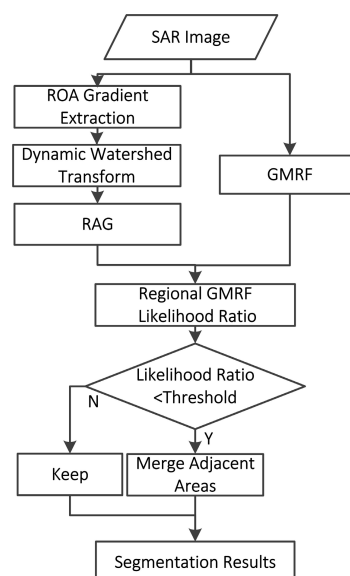 SAR Image
ROA Gradient
Extraction
Dynamic Watershed
Transform
GMRF
RAG
Regional GMRF
Likelihood Ratio
Likelihood Ratio
<Threshold
N
Y
Keep
Merge Adjacent
Areas
Segmentation Results